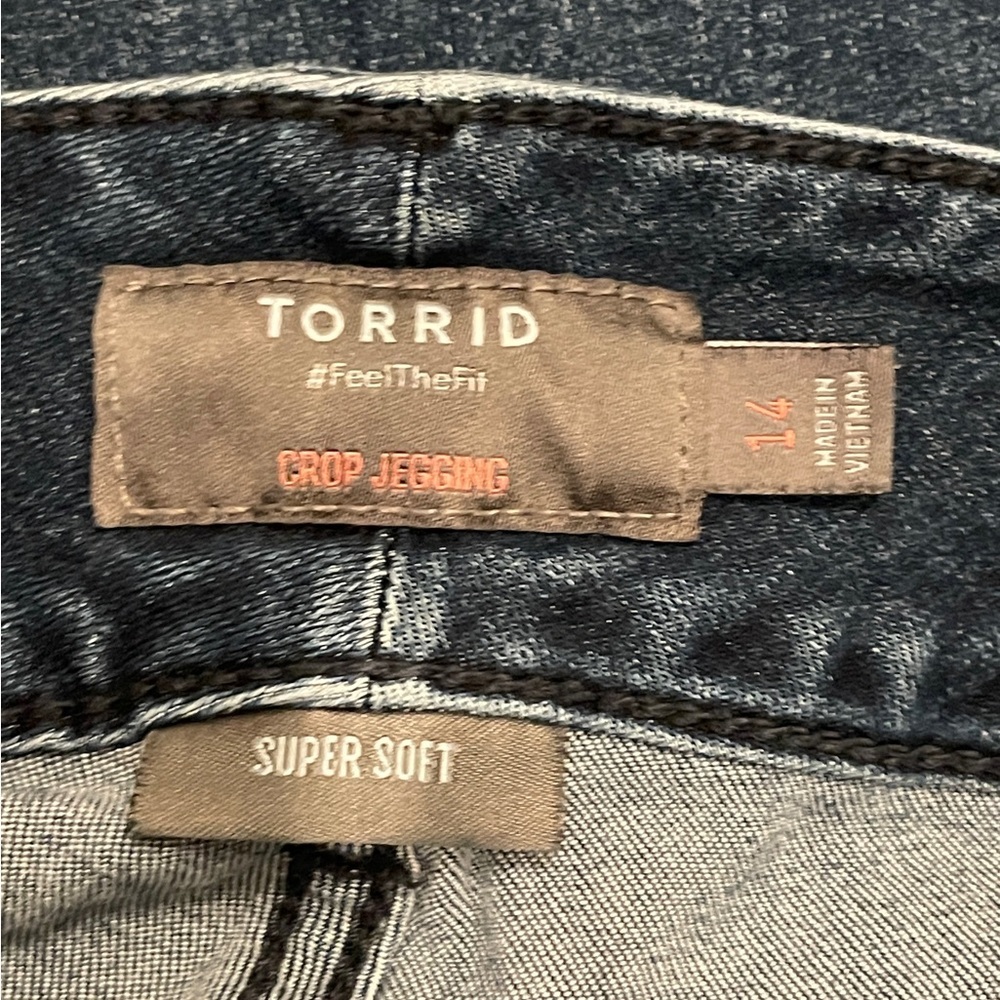 TORRID
#FeelTheFit
CROP JEGGING
14
MADE IN
VIETNAM
SUPER SOFT